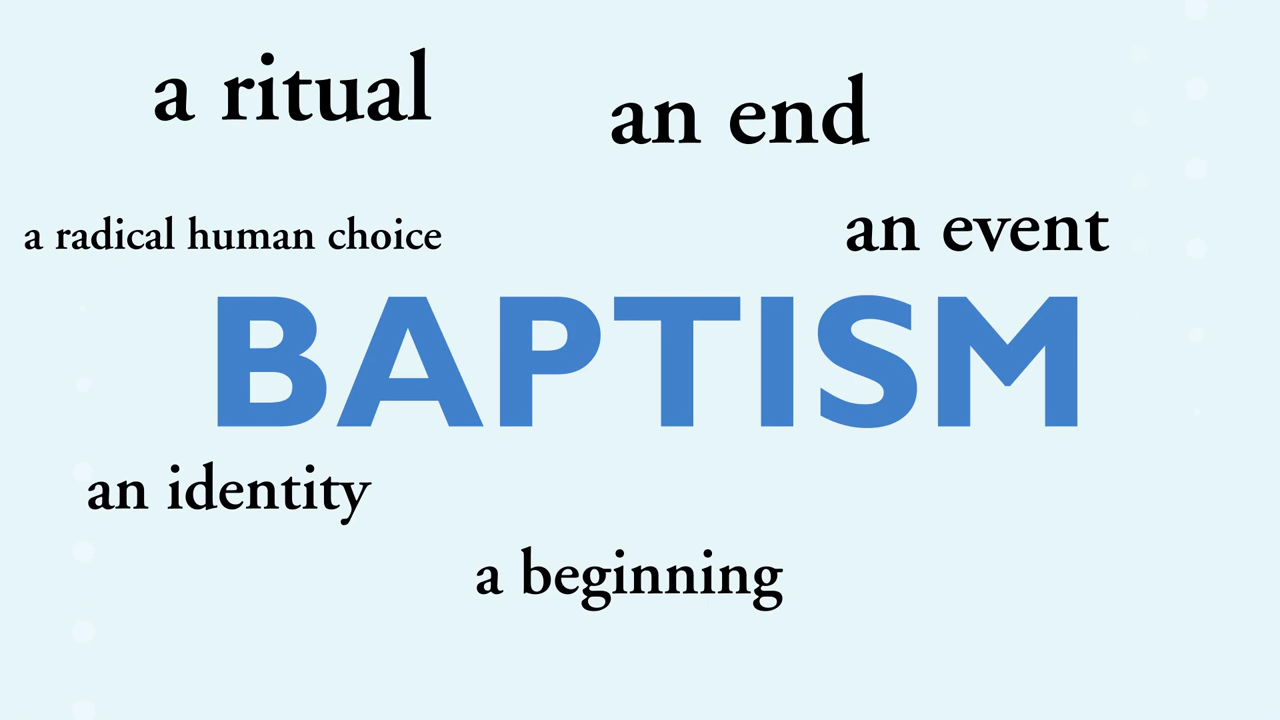 a ritual
an end
a radical human choice
an event
BAPTISM
an identity
a beginning